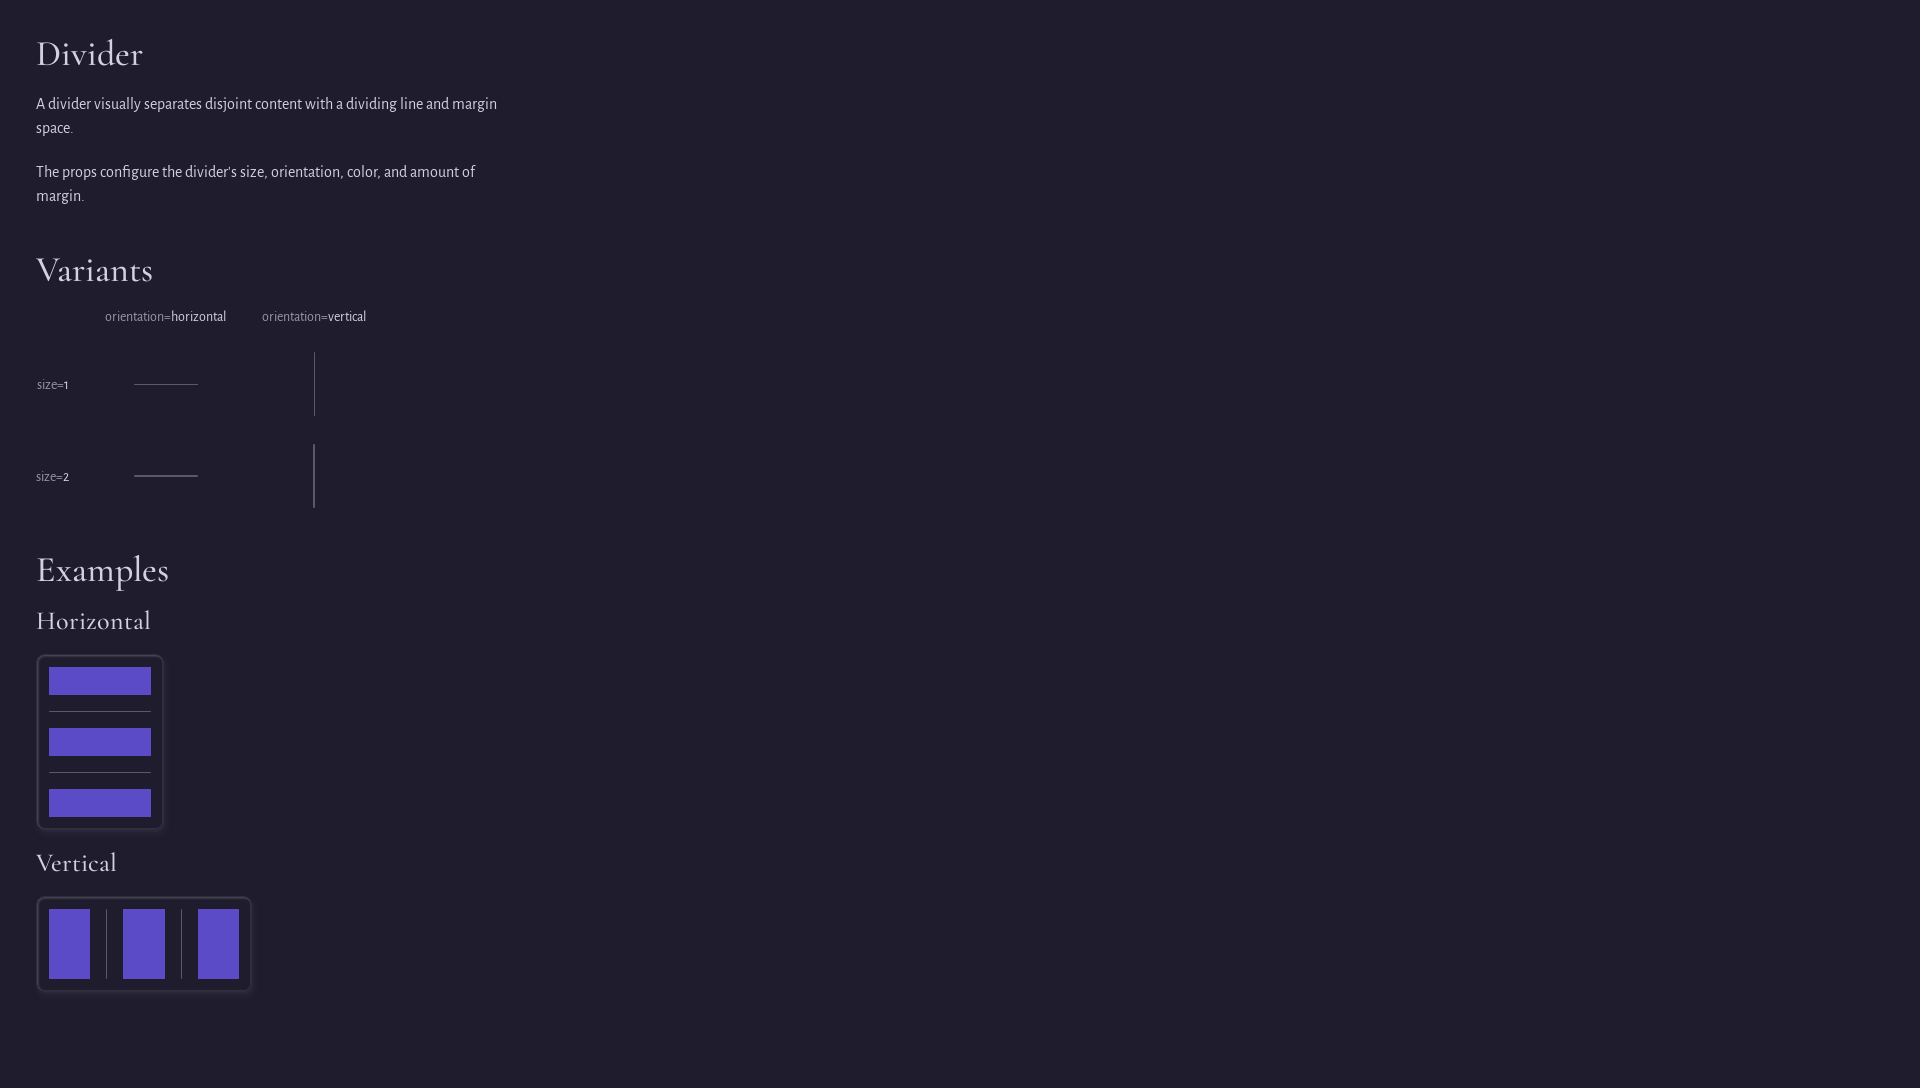 Divider
A divider visually separates disjoint content with a dividing line and margin
space.
The props configure the divider's size, orientation, color, and amount of
margin.
Variants
orientation=horizontal orientation=vertical
size=1
size=2
Examples
Horizontal
Vertical